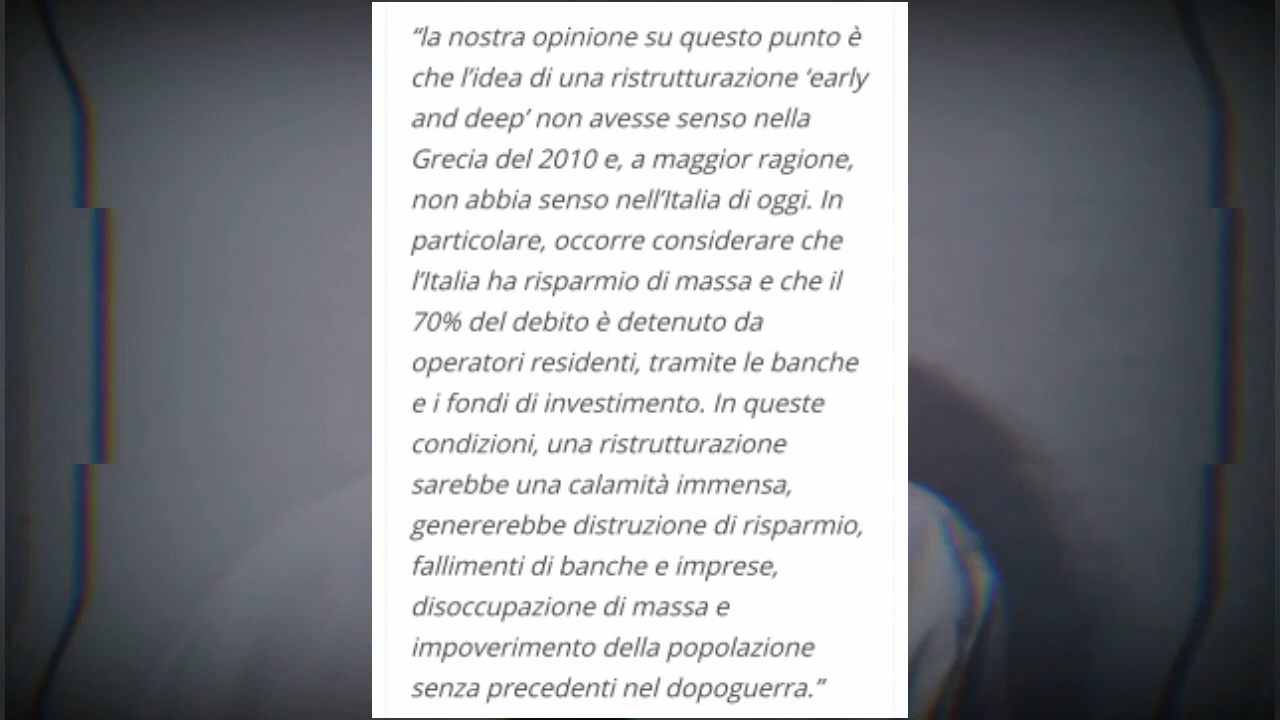 “la nostra opinione su questo punto è
che l’idea di una ristrutturazione ‘early
and deep’ non avesse senso nella
Grecia del 2010 e, a maggior ragione,
non abbia senso nell’Italia di oggi. In
particolare, occorre considerare che
l’Italia ha risparmio di massa e che il
70% del debito è detenuto da
operatori residenti, tramite le banche
e i fondi di investimento. In queste
condizioni, una ristrutturazione
sarebbe una calamità immensa,
genererebbe distruzione di risparmio,
fallimenti di banche e imprese,
disoccupazione di massa e
impoverimento della popolazione
senza precedenti nel dopoguerra.”